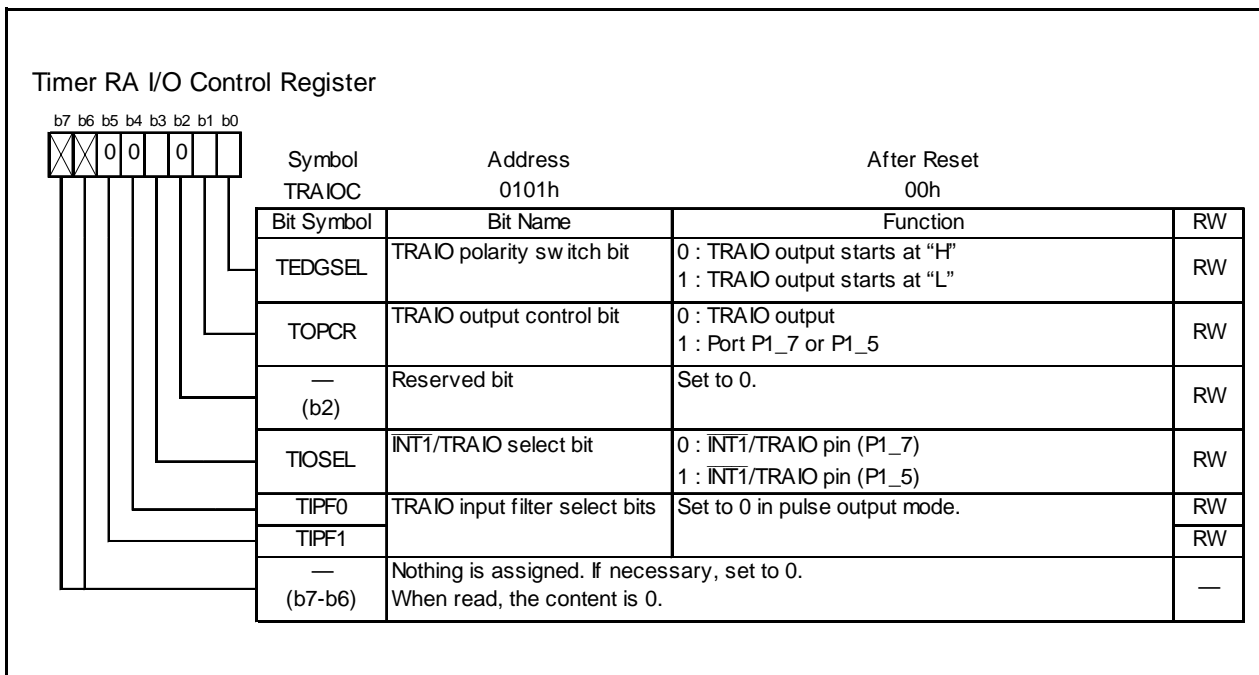 Timer RA I/O Control Register
b7 b6 b5 b4 b3 b2 b1 b0
0 0 0
Symbol Address After Reset
TRAIOC 0101h 00h
Bit Symbol Bit Name Function RW
TEDGSEL TRAIO polarity switch bit 0 : TRAIO output starts at “H”
1 : TRAIO output starts at “L” RW
TOPCR TRAIO output control bit 0 : TRAIO output
1 : Port P1_7 or P1_5 RW
—
(b2) Reserved bit Set to 0. RW
TIOSEL INT1/TRAIO select bit 0 : INT1/TRAIO pin (P1_7)
1 : INT1/TRAIO pin (P1_5) RW
TIPF0 TRAIO input filter select bits Set to 0 in pulse output mode. RW
TIPF1 RW
—
(b7-b6) Nothing is assigned. If necessary, set to 0.
When read, the content is 0. —